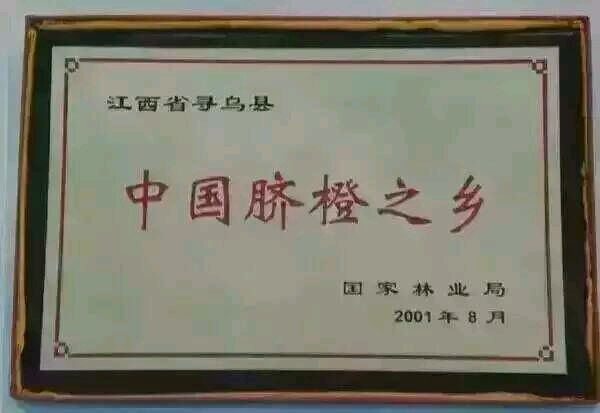 江西省寻乌县
中国脐橙之乡
国家林业局
2001年8月